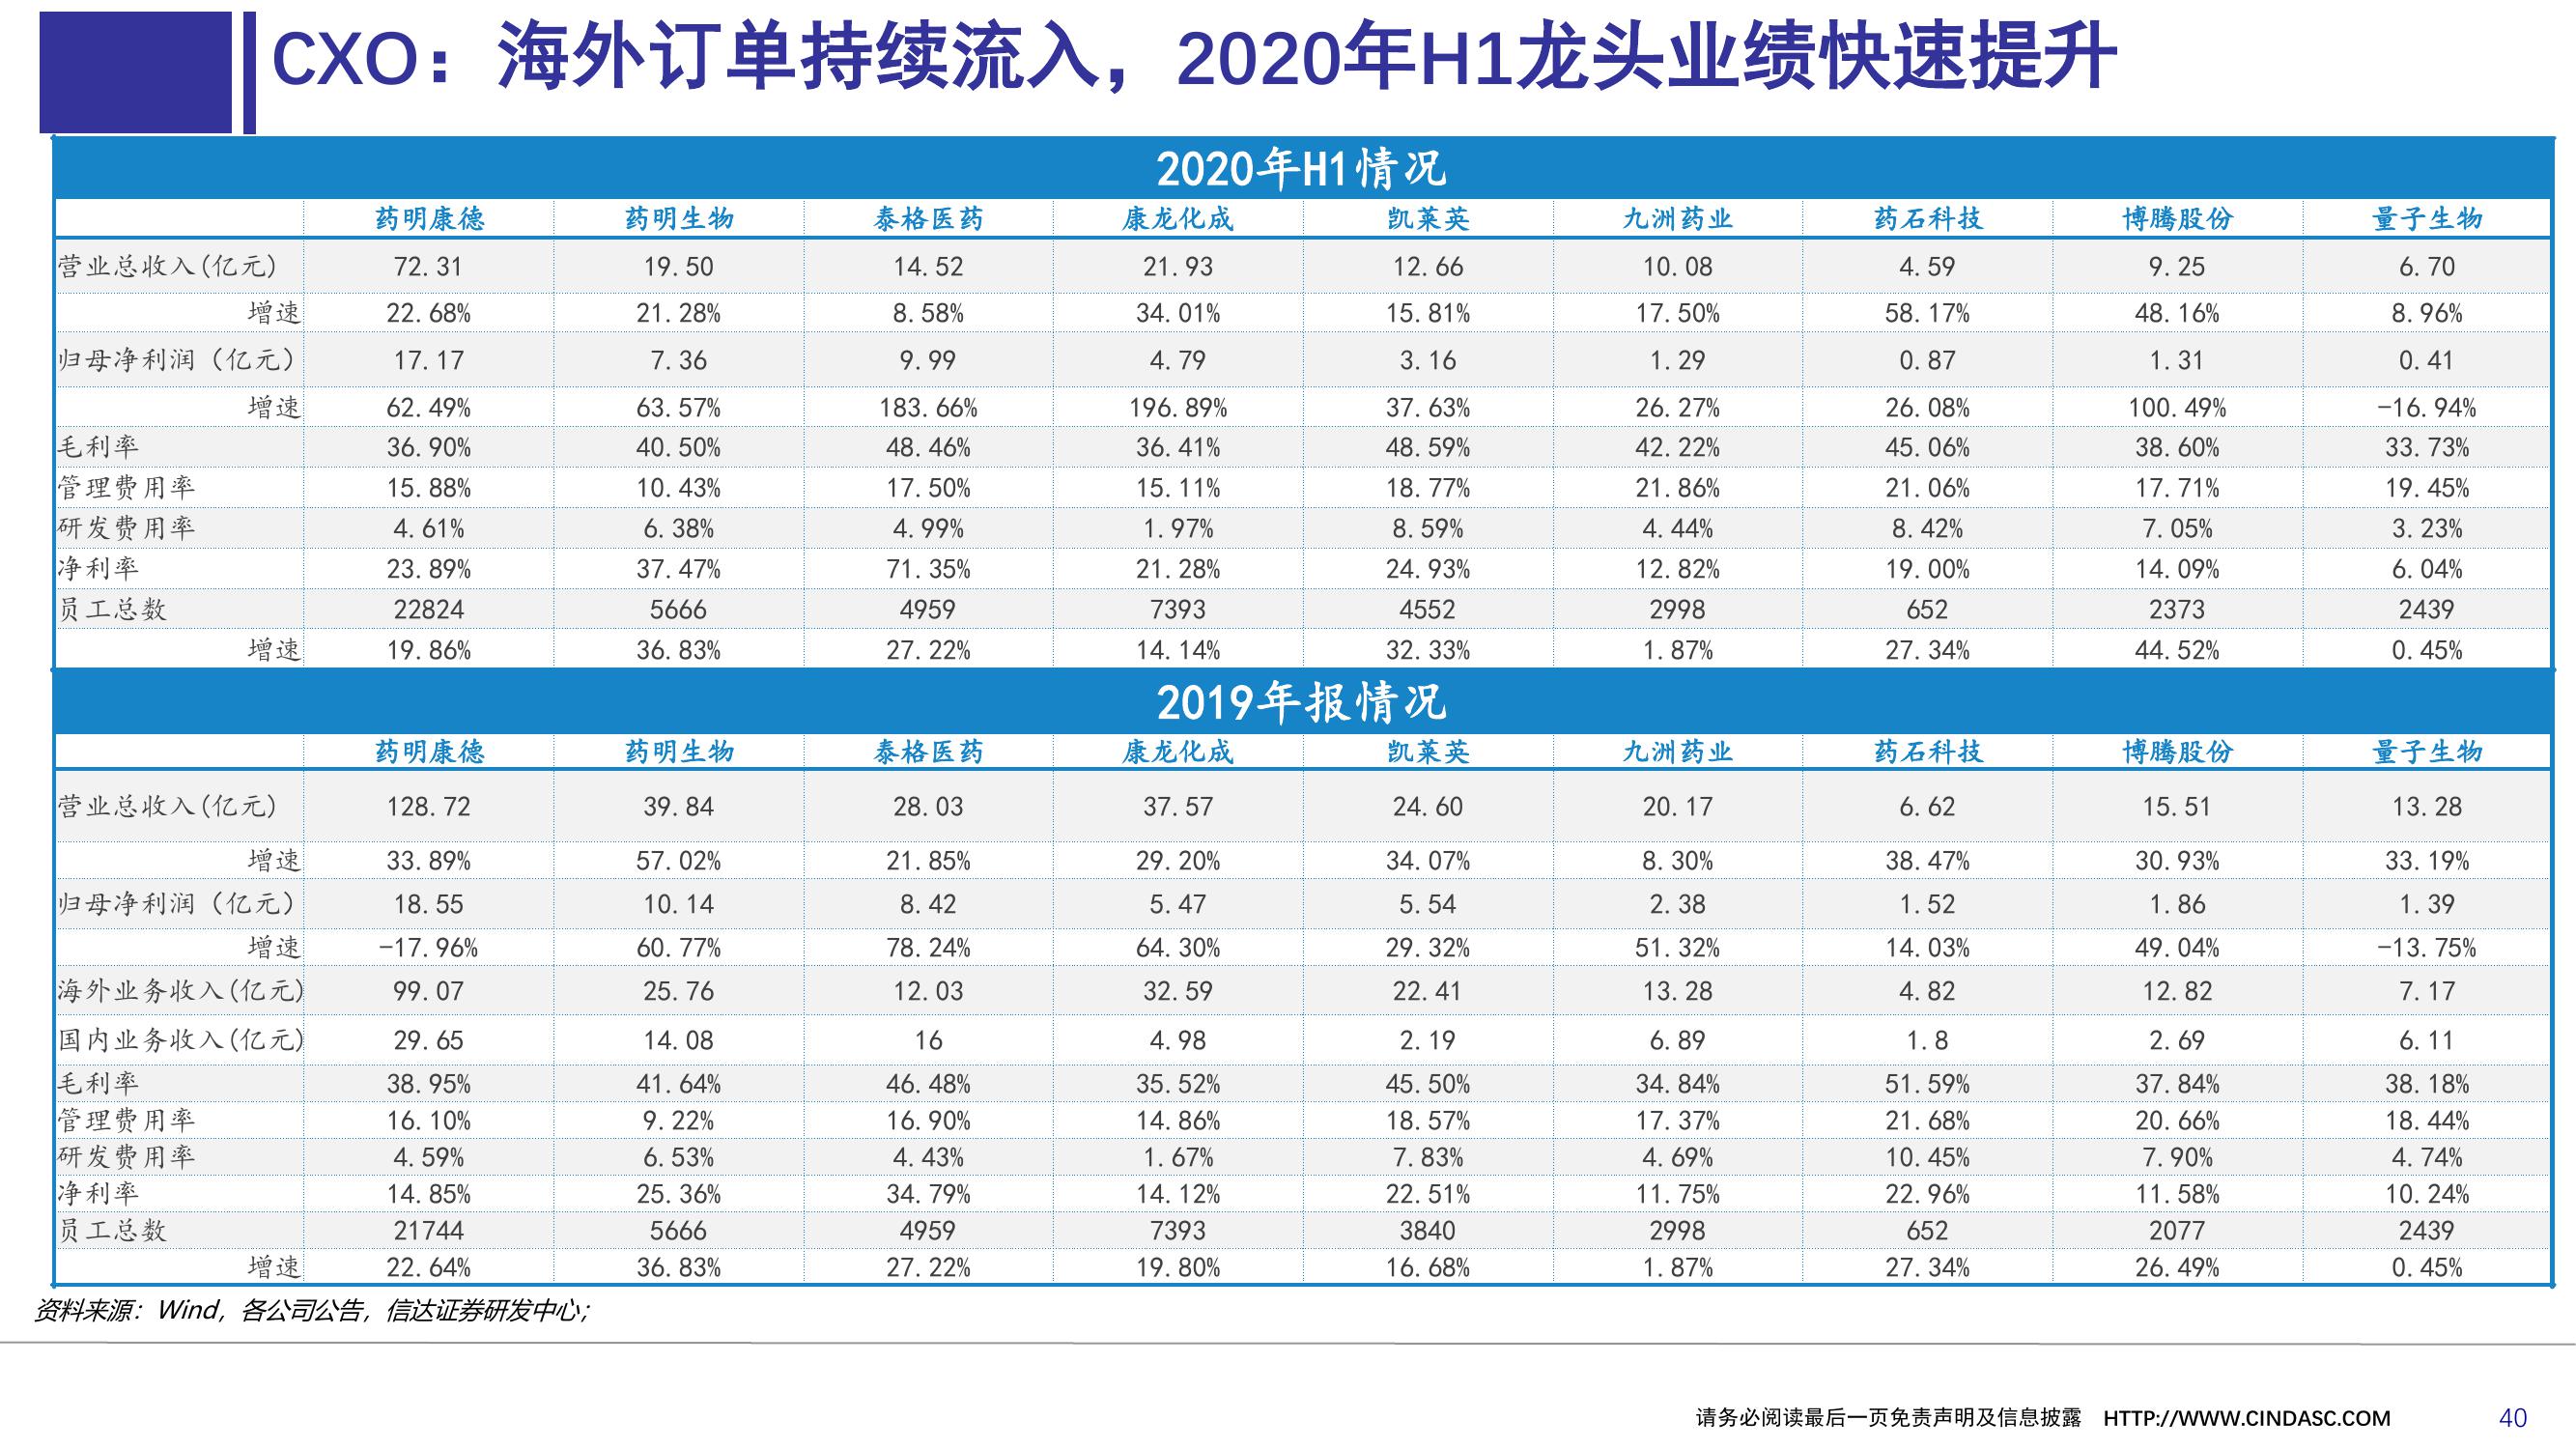 CXO：海外订单持续流入，2020年H1龙头业绩快速提升
2020年H1情况
药明康德 药明生物 泰格医药 康龙化成 凯莱英 九洲药业 药石科技 博腾股份 量子生物
营业总收入(亿元) 72.31 19.50 14.52 21.93 12.66 10.08 4.59 9.25 6.70
增速 22.68% 21.28% 8.58% 34.01% 15.81% 17.50% 58.17% 48.16% 8.96%
归母净利润（亿元） 17.17 7.36 9.99 4.79 3.16 1.29 0.87 1.31 0.41
增速 62.49% 63.57% 183.66% 196.89% 37.63% 26.27% 26.08% 100.49% -16.94%
毛利率 36.90% 40.50% 48.46% 36.41% 48.59% 42.22% 45.06% 38.60% 33.73%
管理费用率 15.88% 10.43% 17.50% 15.11% 18.77% 21.86% 21.06% 17.71% 19.45%
研发费用率 4.61% 6.38% 4.99% 1.97% 8.59% 4.44% 8.42% 7.05% 3.23%
净利率 23.89% 37.47% 71.35% 21.28% 24.93% 12.82% 19.00% 14.09% 6.04%
员工总数 22824 5666 4959 7393 4552 2998 652 2373 2439
增速 19.86% 36.83% 27.22% 14.14% 32.33% 1.87% 27.34% 44.52% 0.45%
2019年报情况
药明康德 药明生物 泰格医药 康龙化成 凯莱英 九洲药业 药石科技 博腾股份 量子生物
营业总收入(亿元) 128.72 39.84 28.03 37.57 24.60 20.17 6.62 15.51 13.28
增速 33.89% 57.02% 21.85% 29.20% 34.07% 8.30% 38.47% 30.93% 33.19%
归母净利润（亿元） 18.55 10.14 8.42 5.47 5.54 2.38 1.52 1.86 1.39
增速 -17.96% 60.77% 78.24% 64.30% 29.32% 51.32% 14.03% 49.04% -13.75%
海外业务收入(亿元) 99.07 25.76 12.03 32.59 22.41 13.28 4.82 12.82 7.17
国内业务收入(亿元) 29.65 14.08 16 4.98 2.19 6.89 1.8 2.69 6.11
毛利率 38.95% 41.64% 46.48% 35.52% 45.50% 34.84% 51.59% 37.84% 38.18%
管理费用率 16.10% 9.22% 16.90% 14.86% 18.57% 17.37% 21.68% 20.66% 18.44%
研发费用率 4.59% 6.53% 4.43% 1.67% 7.83% 4.69% 10.45% 7.90% 4.74%
净利率 14.85% 25.36% 34.79% 14.12% 22.51% 11.75% 22.96% 11.58% 10.24%
员工总数 21744 5666 4959 7393 3840 2998 652 2077 2439
增速 22.64% 36.83% 27.22% 19.80% 16.68% 1.87% 27.34% 26.49% 0.45%
资料来源：Wind，各公司公告，信达证券研发中心；
请务必阅读最后一页免责声明及信息披露 HTTP://WWW.CINDASC.COM 40